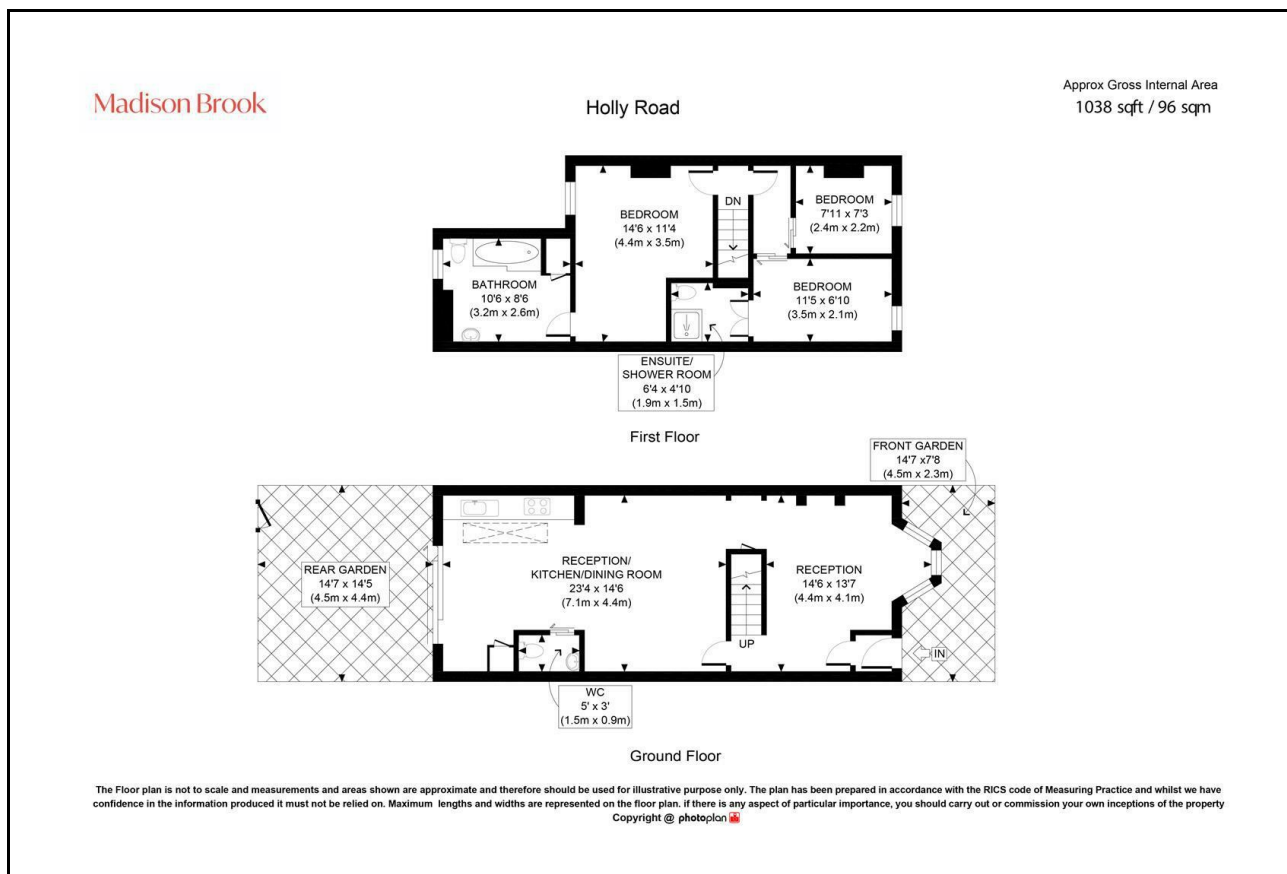 Madison Brook
Holly Road
Approx Gross Internal Area
1038 sqft / 96 sqm
BEDROOM
14'6 x 11'4
(4.4m x 3.5m)
DN
BEDROOM
7'11 x 7'3
(2.4m x 2.2m)
BATHROOM
10'6 x 8'6
(3.2m x 2.6m)
BEDROOM
11'5 x 6'10
(3.5m x 2.1m)
ENSUITE/
SHOWER ROOM
6'4 x 4'10
(1.9m x 1.5m)
First Floor
FRONT GARDEN
14'7 x7'8
(4.5m x 2.3m)
REAR GARDEN
14'7 x 14'5
(4.5m x 4.4m)
RECEPTION/
KITCHEN/DINING ROOM
23'4 x 14'6
(7.1m x 4.4m)
RECEPTION
14'6 x 13'7
(4.4m x 4.1m)
UP
IN
WC
5' x 3'
(1.5m x 0.9m)
Ground Floor
The Floor plan is not to scale and measurements and areas shown are approximate and therefore should be used for illustrative purpose only. The plan has been prepared in accordance with the RICS code of Measuring Practice and whilst we have
confidence in the information produced it must not be relied on. Maximum lengths and widths are represented on the floor plan. if there is any aspect of particular importance, you should carry out or commission your own inceptions of the property
Copyright @ photoplan